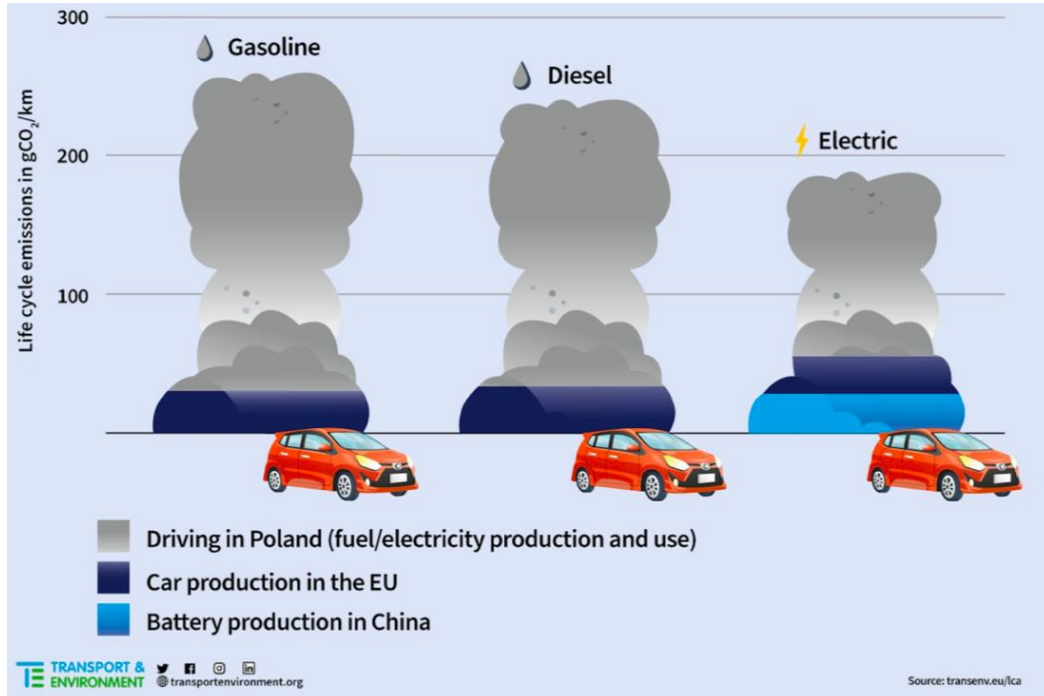 300
Gasoline
Diesel
200
Electric
100
Life cycle emissions in gCO₂/km
Driving in Poland (fuel/electricity production and use)
Car production in the EU
Battery production in China
TRANSPORT &
ENVIRONMENT
transportenvironment.org
Source: transenv.eu/lca